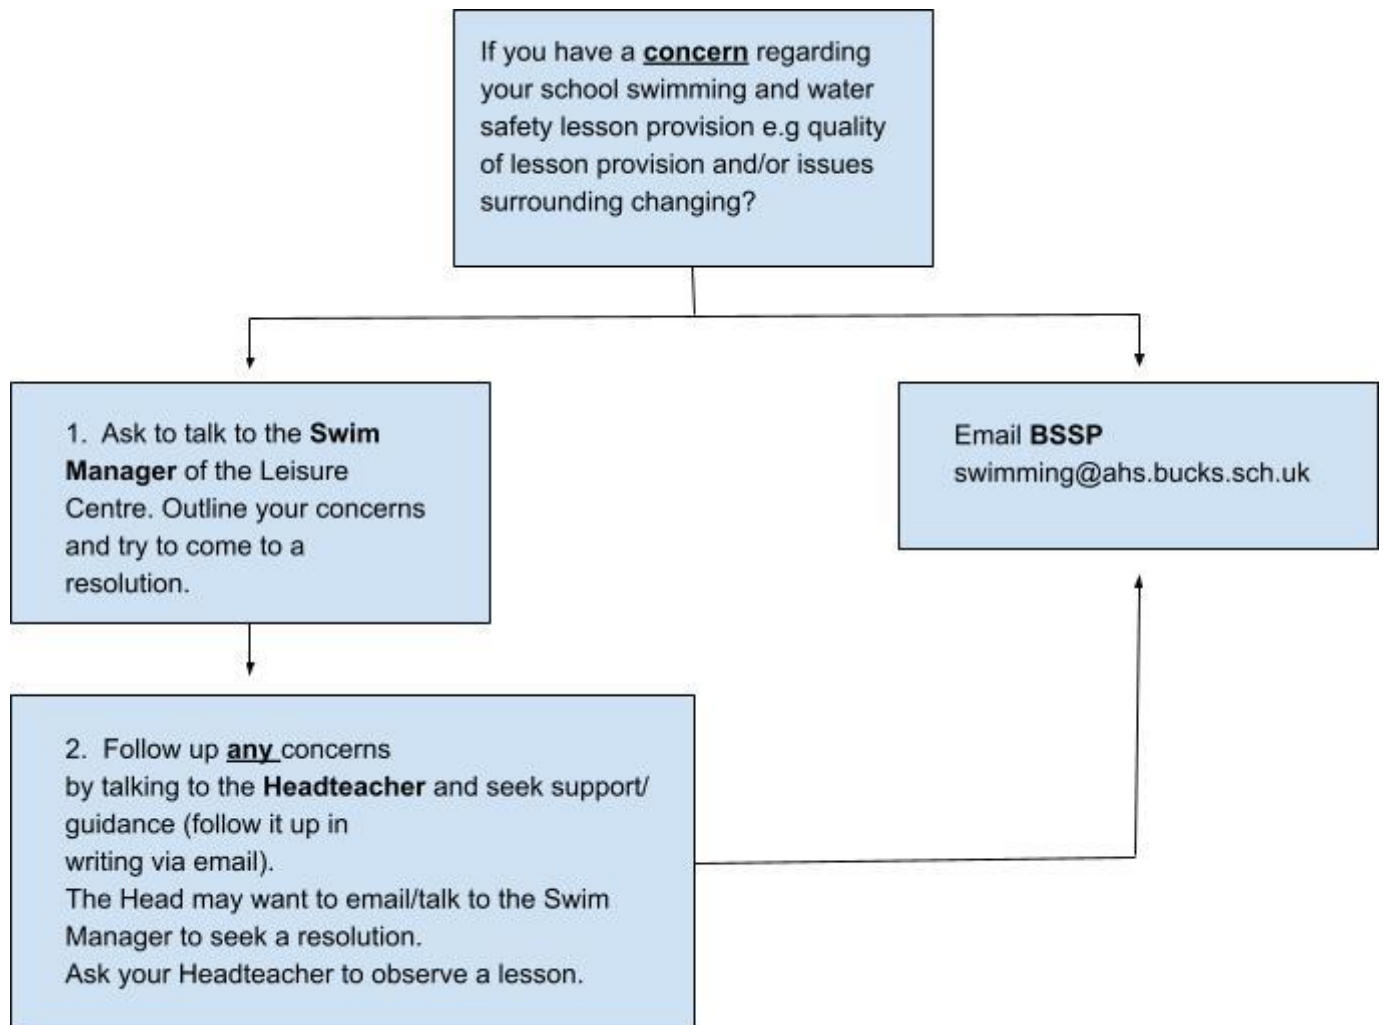 If you have a concern regarding
your school swimming and water
safety lesson provision e.g quality
of lesson provision and/or issues
surrounding changing?
1.  Ask to talk to the Swim
Manager of the Leisure
Centre. Outline your concerns
and try to come to a
resolution.
Email BSSP
swimming@ahs.bucks.sch.uk
2.  Follow up any concerns
by talking to the Headteacher and seek support/
guidance (follow it up in
writing via email).
The Head may want to email/talk to the Swim
Manager to seek a resolution.
Ask your Headteacher to observe a lesson.